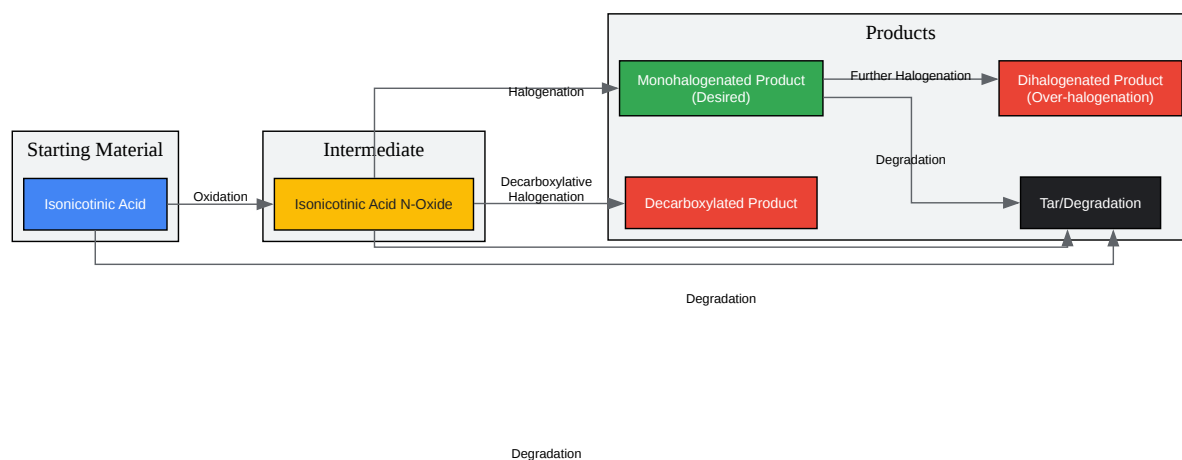 Products
Monohalogenated Product
(Desired)
Further Halogenation
Dihalogenated Product
(Over-halogenation)
Halogenation
Starting Material
Intermediate
Degradation
Isonicotinic Acid
Oxidation
Isonicotinic Acid N-Oxide
Decarboxylative
Halogenation
Decarboxylated Product
Tar/Degradation
Degradation
Degradation